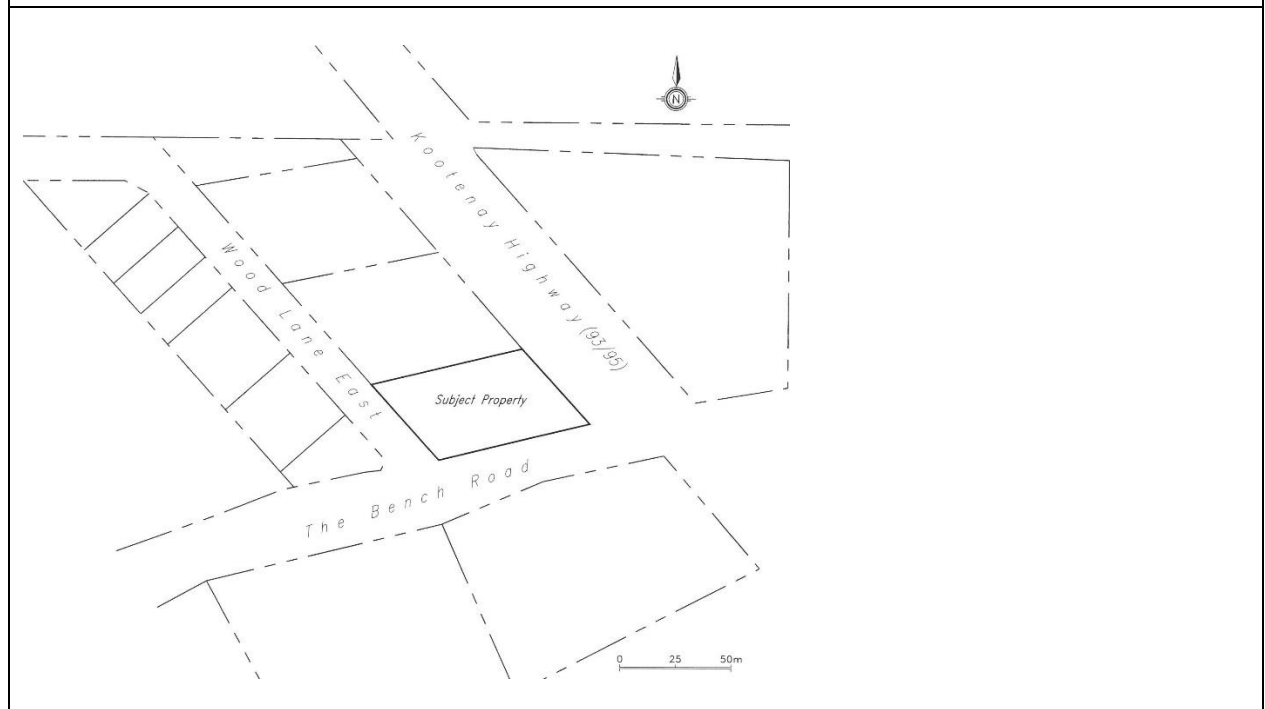 N
Kootenay Highway (93/95)
Wood Lane East
Subject Property
The Bench Road
0 25 50m